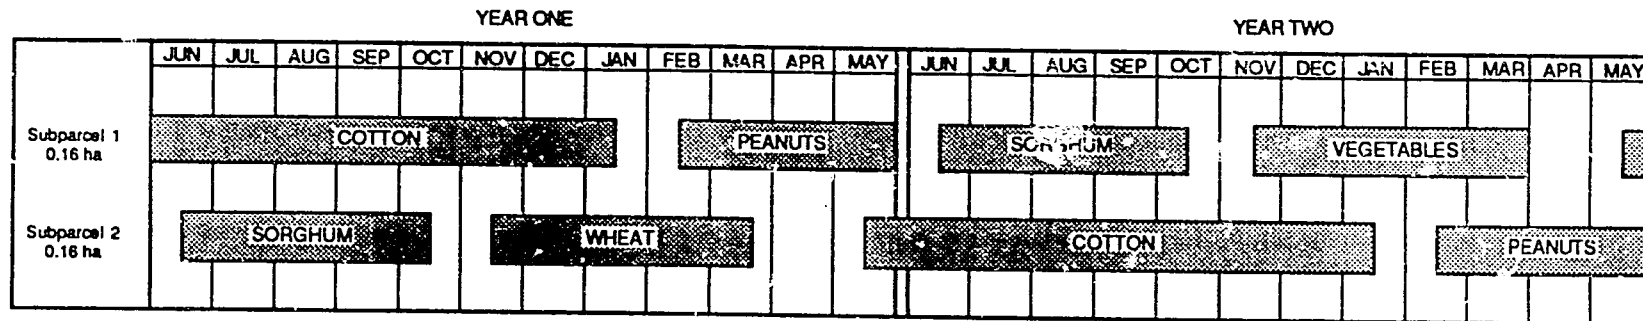 YEAR ONE
YEAR TWO
JUN JUL AUG SEP OCT NOV DEC JAN FEB MAR APR MAY JUN JUL AUG SEP OCT NOV DEC JAN FEB MAR APR MAY
Subparcel 1
0.16 ha
COTTON PEANUTS SORGHUM VEGETABLES
Subparcel 2
0.16 ha
SORGHUM WHEAT COTTON PEANUTS